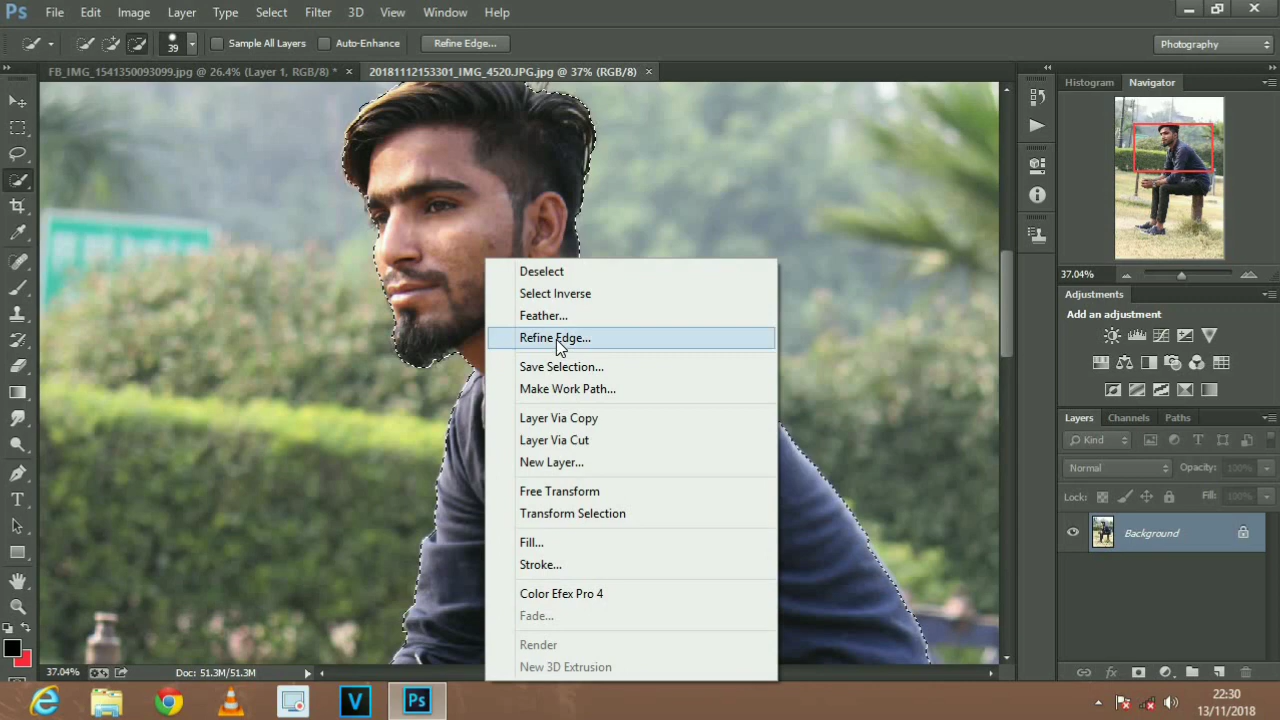 Ps File Edit Image Layer Type Select Filter 3D View Window Help
39 Sample All Layers Auto-Enhance Refine Edge... Photography
FB_IMG_1541350093099.jpg @ 26.4% (Layer 1, RGB/8) * × 20181112153301_IMG_4520.JPG.jpg @ 37% (RGB/8) ×
Histogram Navigator
37.04%
Adjustments
Add an adjustment
Layers Channels Paths
Kind
Normal Opacity: 100%
Lock: Fill: 100%
Background
Deselect
Select Inverse
Feather...
Refine Edge...
Save Selection...
Make Work Path...
Layer Via Copy
Layer Via Cut
New Layer...
Free Transform
Transform Selection
Fill...
Stroke...
Color Efex Pro 4
Fade...
Render
New 3D Extrusion
37.04% Doc: 51.3M/51.3M
V Ps
22:30
13/11/2018